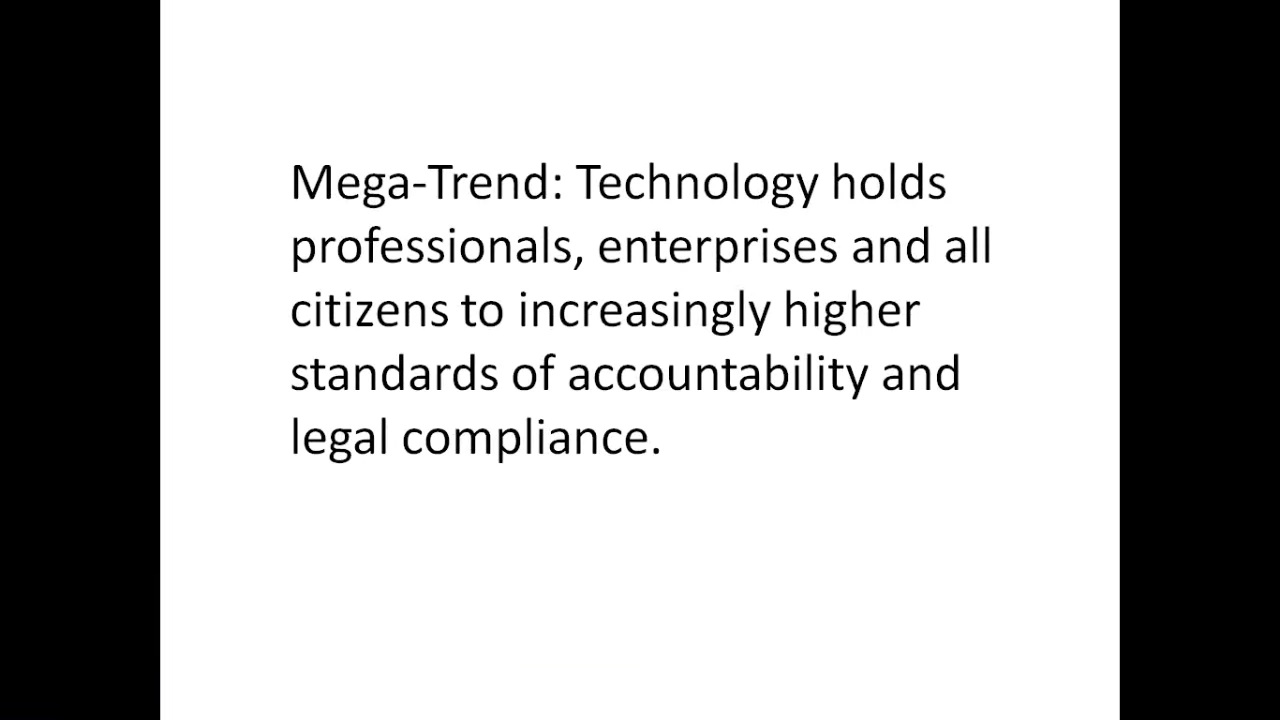 Mega-Trend: Technology holds
professionals, enterprises and all
citizens to increasingly higher
standards of accountability and
legal compliance.